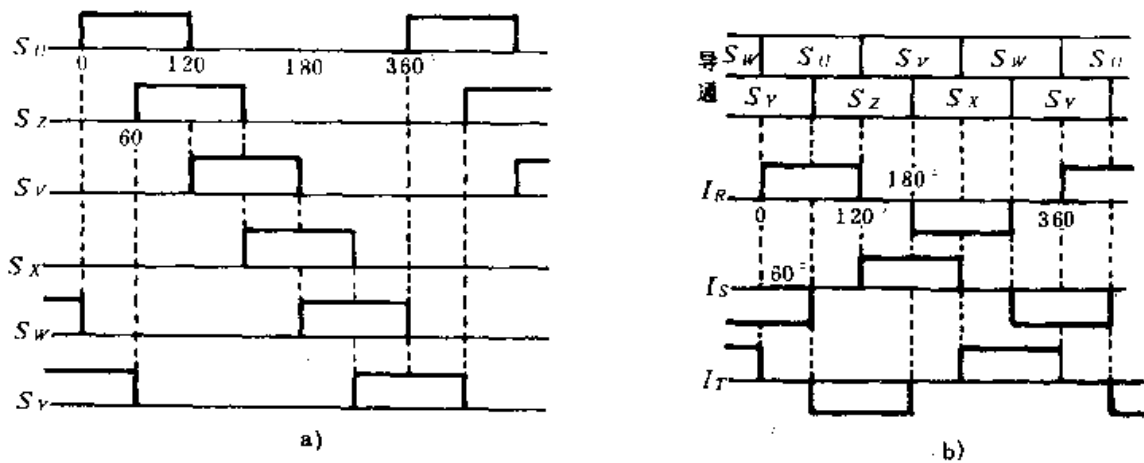 S_U
0 120 180 360
S_Z
60
S_V
S_X
S_W
S_Y
a)
导通
S_W S_U S_V S_W S_U
S_Y S_Z S_X S_Y
I_R
180°
0 120° 360
60°
I_S
I_T
b)